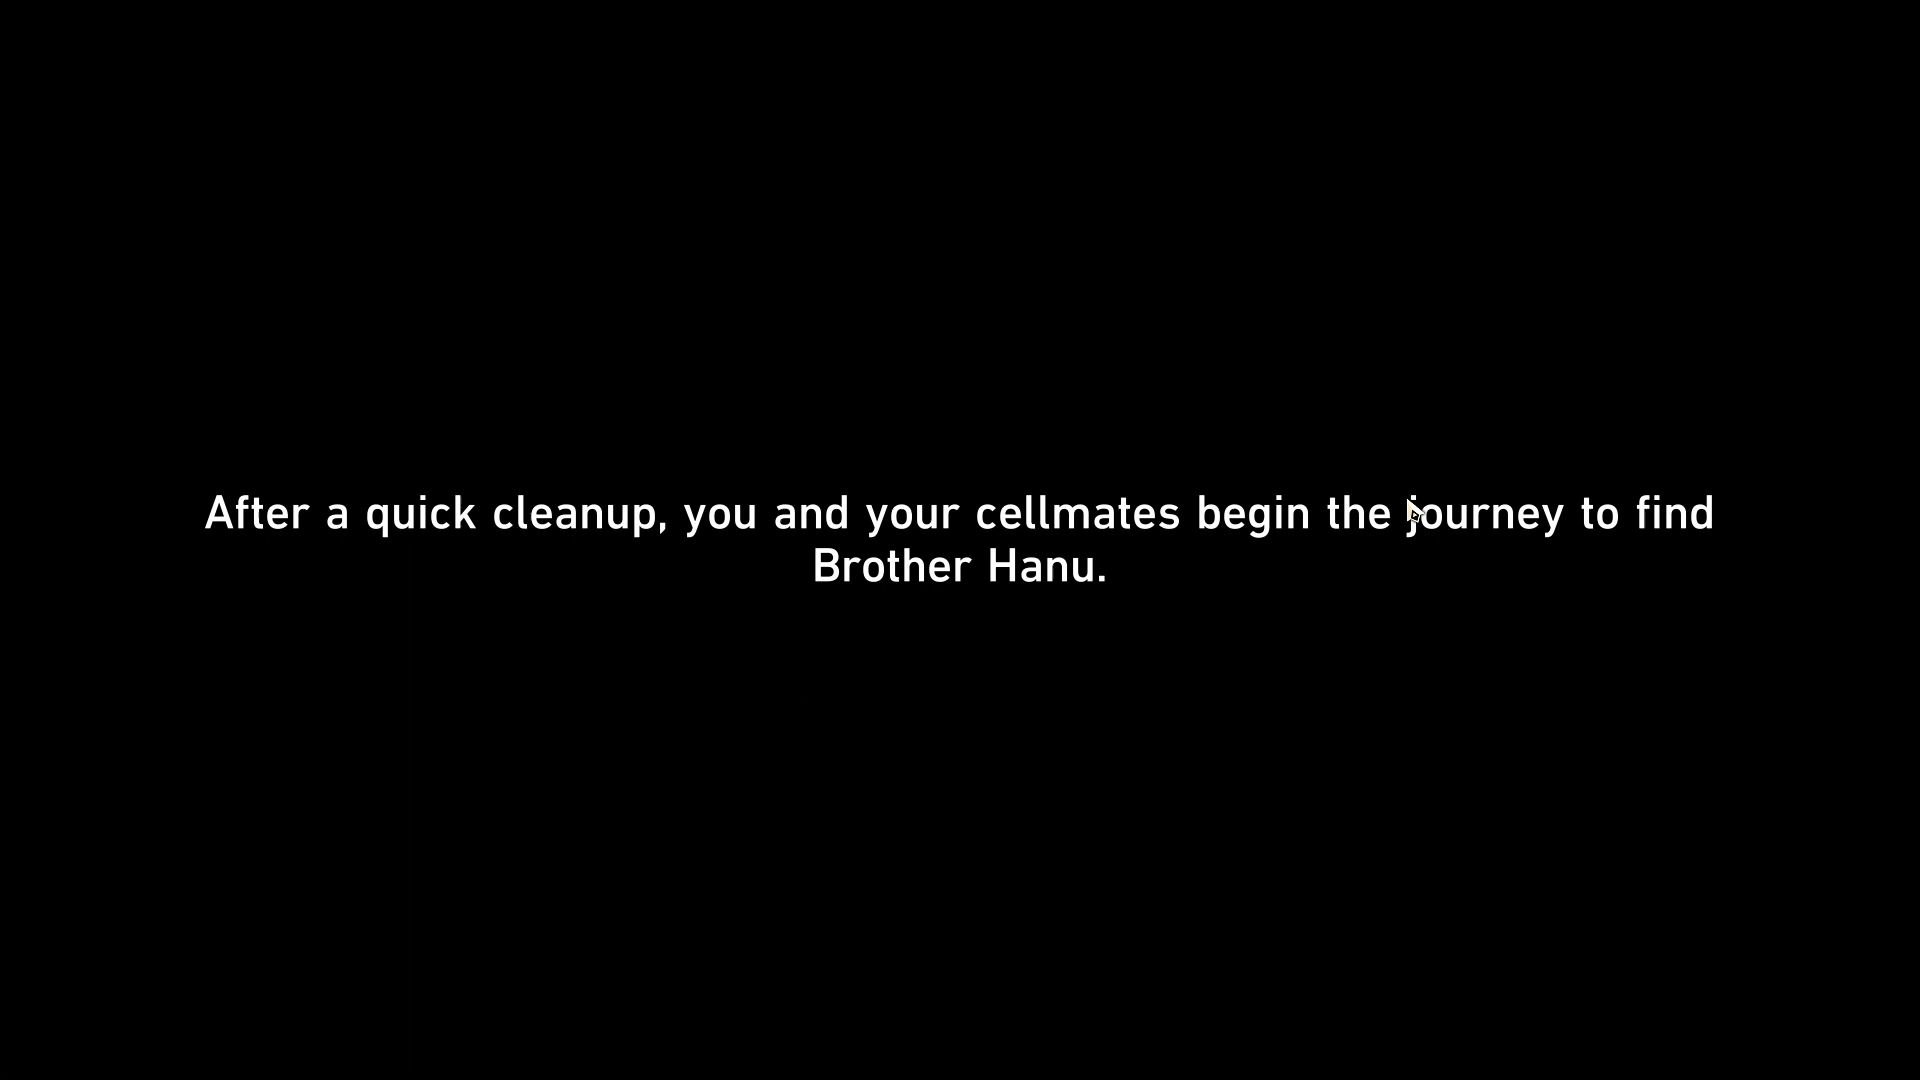 After a quick cleanup, you and your cellmates begin the journey to find
Brother Hanu.